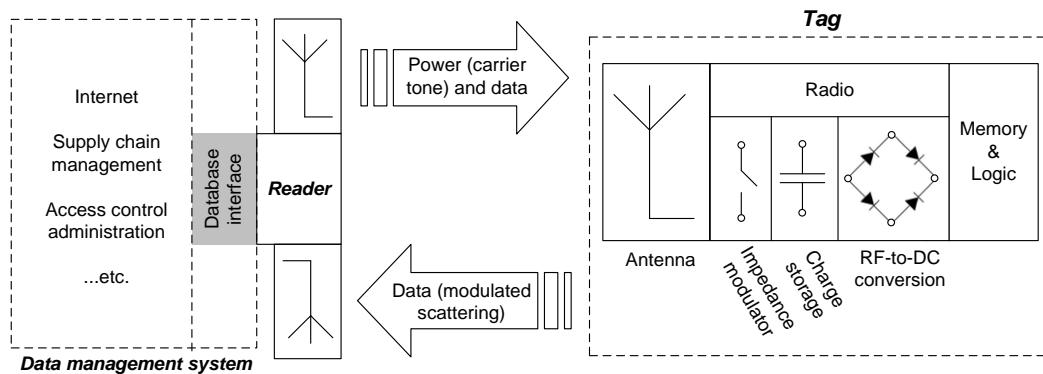 Internet
Supply chain
management
Access control
administration
...etc.
Data management system
Database
interface
Reader
Power (carrier
tone) and data
Data (modulated
scattering)
Tag
Radio
Memory
&
Logic
Antenna
Impedance
modulator
Charge
storage
RF-to-DC
conversion